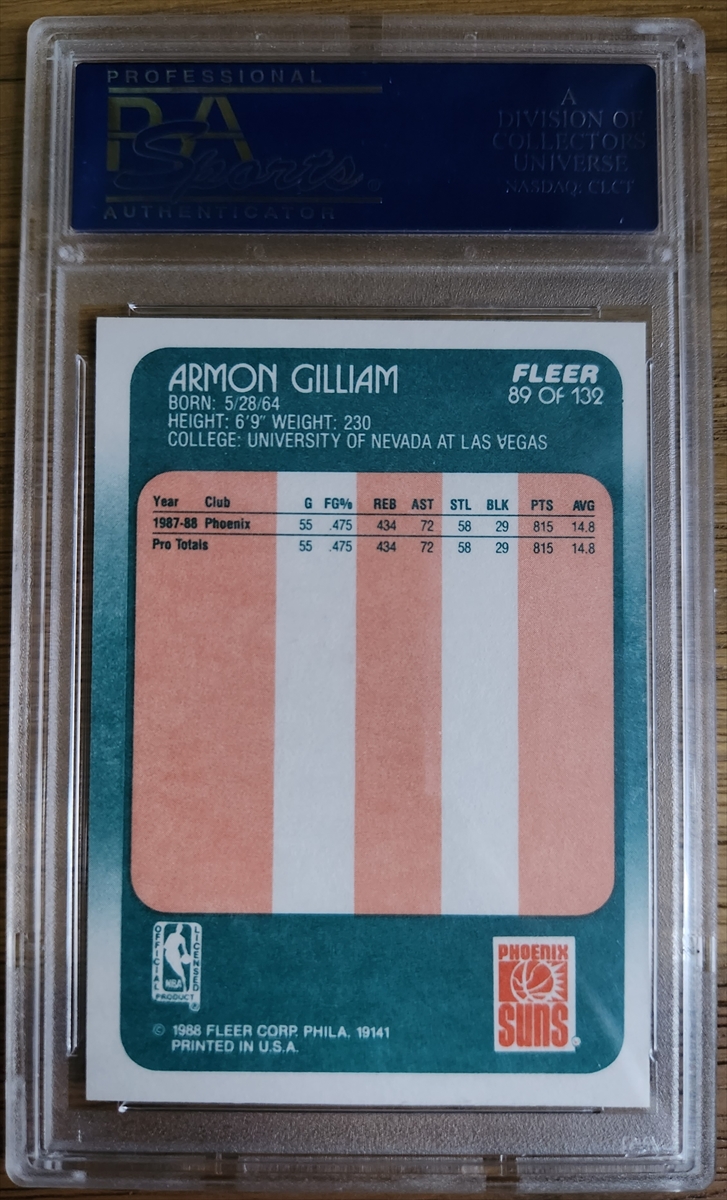 PROFESSIONAL
PSA
Sports®
AUTHENTICATOR
A
DIVISION OF
COLLECTORS
UNIVERSE
NASDAQ: CLCT
ARMON GILLIAM
BORN: 5/28/64
HEIGHT: 6'9" WEIGHT: 230
COLLEGE: UNIVERSITY OF NEVADA AT LAS VEGAS
FLEER
89 OF 132
Year Club G FG% REB AST STL BLK PTS AVG
1987-88 Phoenix 55 .475 434 72 58 29 815 14.8
Pro Totals 55 .475 434 72 58 29 815 14.8
OFFICIAL
LICENSED
NBA
PRODUCT ®
PHOENIX
SUNS®
© 1988 FLEER CORP. PHILA. 19141
PRINTED IN U.S.A.